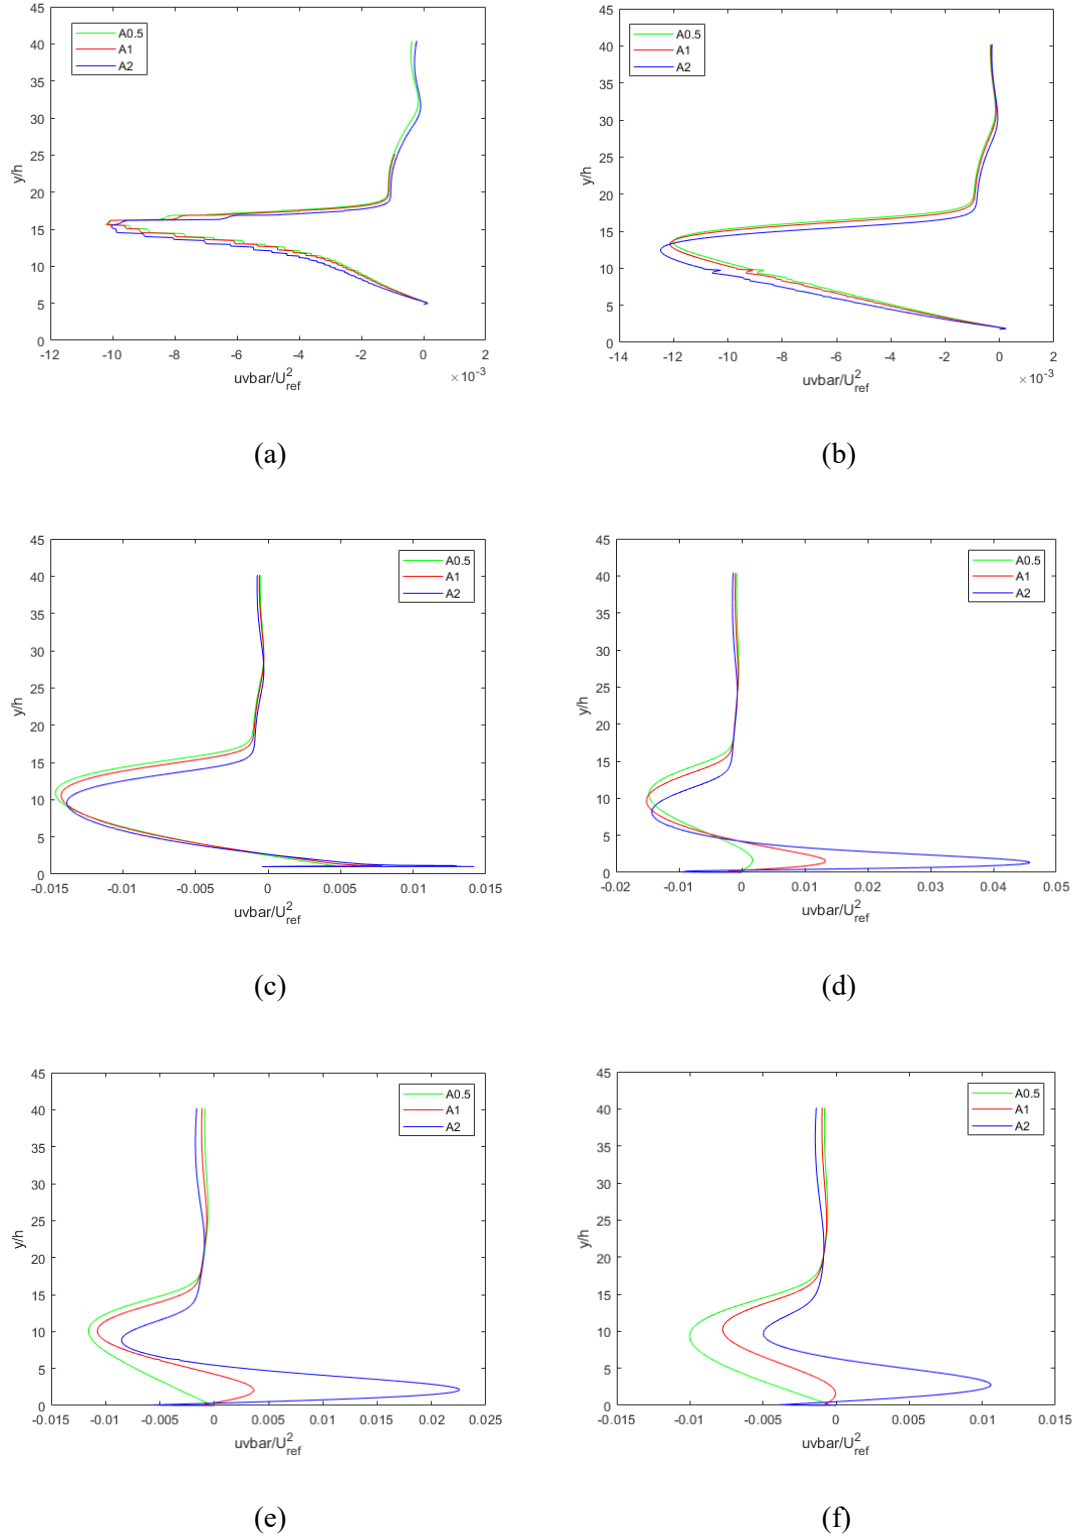 45
40
35
30
25
20
15
10
5
0
y/h
A0.5
A1
A2
-12 -10 -8 -6 -4 -2 0 2
uvbar/U²ref
×10⁻³
(a)
45
40
35
30
25
20
15
10
5
0
y/h
A0.5
A1
A2
-14 -12 -10 -8 -6 -4 -2 0 2
uvbar/U²ref
×10⁻³
(b)
45
40
35
30
25
20
15
10
5
0
y/h
A0.5
A1
A2
-0.015 -0.01 -0.005 0 0.005 0.01 0.015
uvbar/U²ref
(c)
45
40
35
30
25
20
15
10
5
0
y/h
A0.5
A1
A2
-0.02 -0.01 0 0.01 0.02 0.03 0.04 0.05
uvbar/U²ref
(d)
45
40
35
30
25
20
15
10
5
0
y/h
A0.5
A1
A2
-0.015 -0.01 -0.005 0 0.005 0.01 0.015 0.02 0.025
uvbar/U²ref
(e)
45
40
35
30
25
20
15
10
5
0
y/h
A0.5
A1
A2
-0.015 -0.01 -0.005 0 0.005 0.01 0.015
uvbar/U²ref
(f)